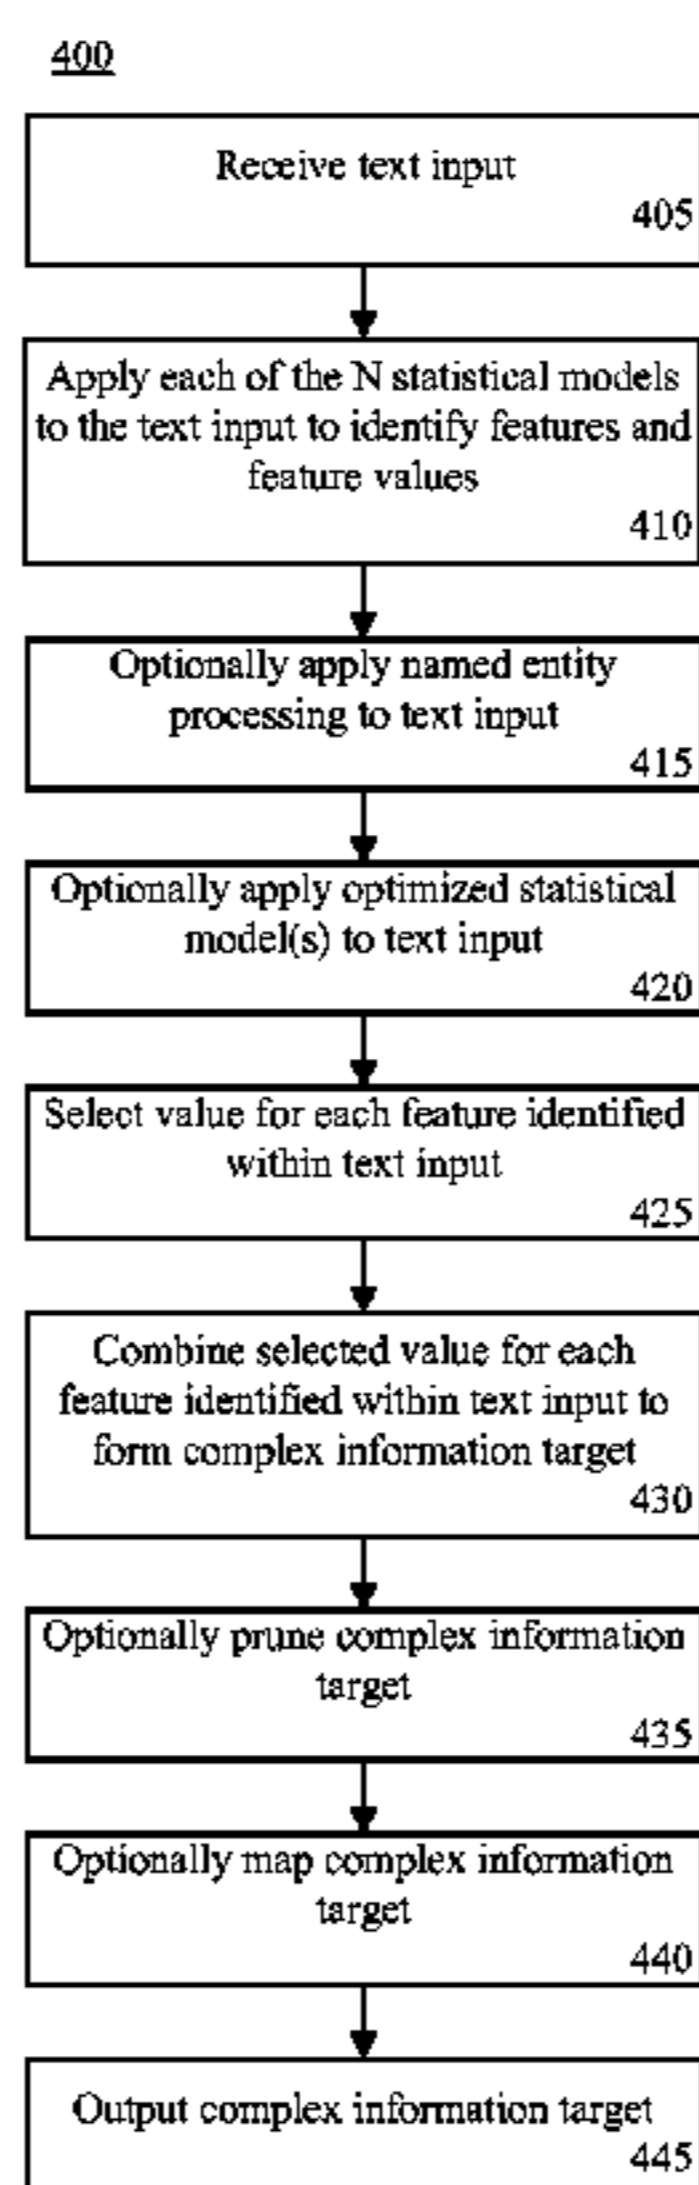 400
Receive text input
405
Apply each of the N statistical models
to the text input to identify features and
feature values
410
Optionally apply named entity
processing to text input
415
Optionally apply optimized statistical
model(s) to text input
420
Select value for each feature identified
within text input
425
Combine selected value for each
feature identified within text input to
form complex information target
430
Optionally prune complex information
target
435
Optionally map complex information
target
440
Output complex information target
445